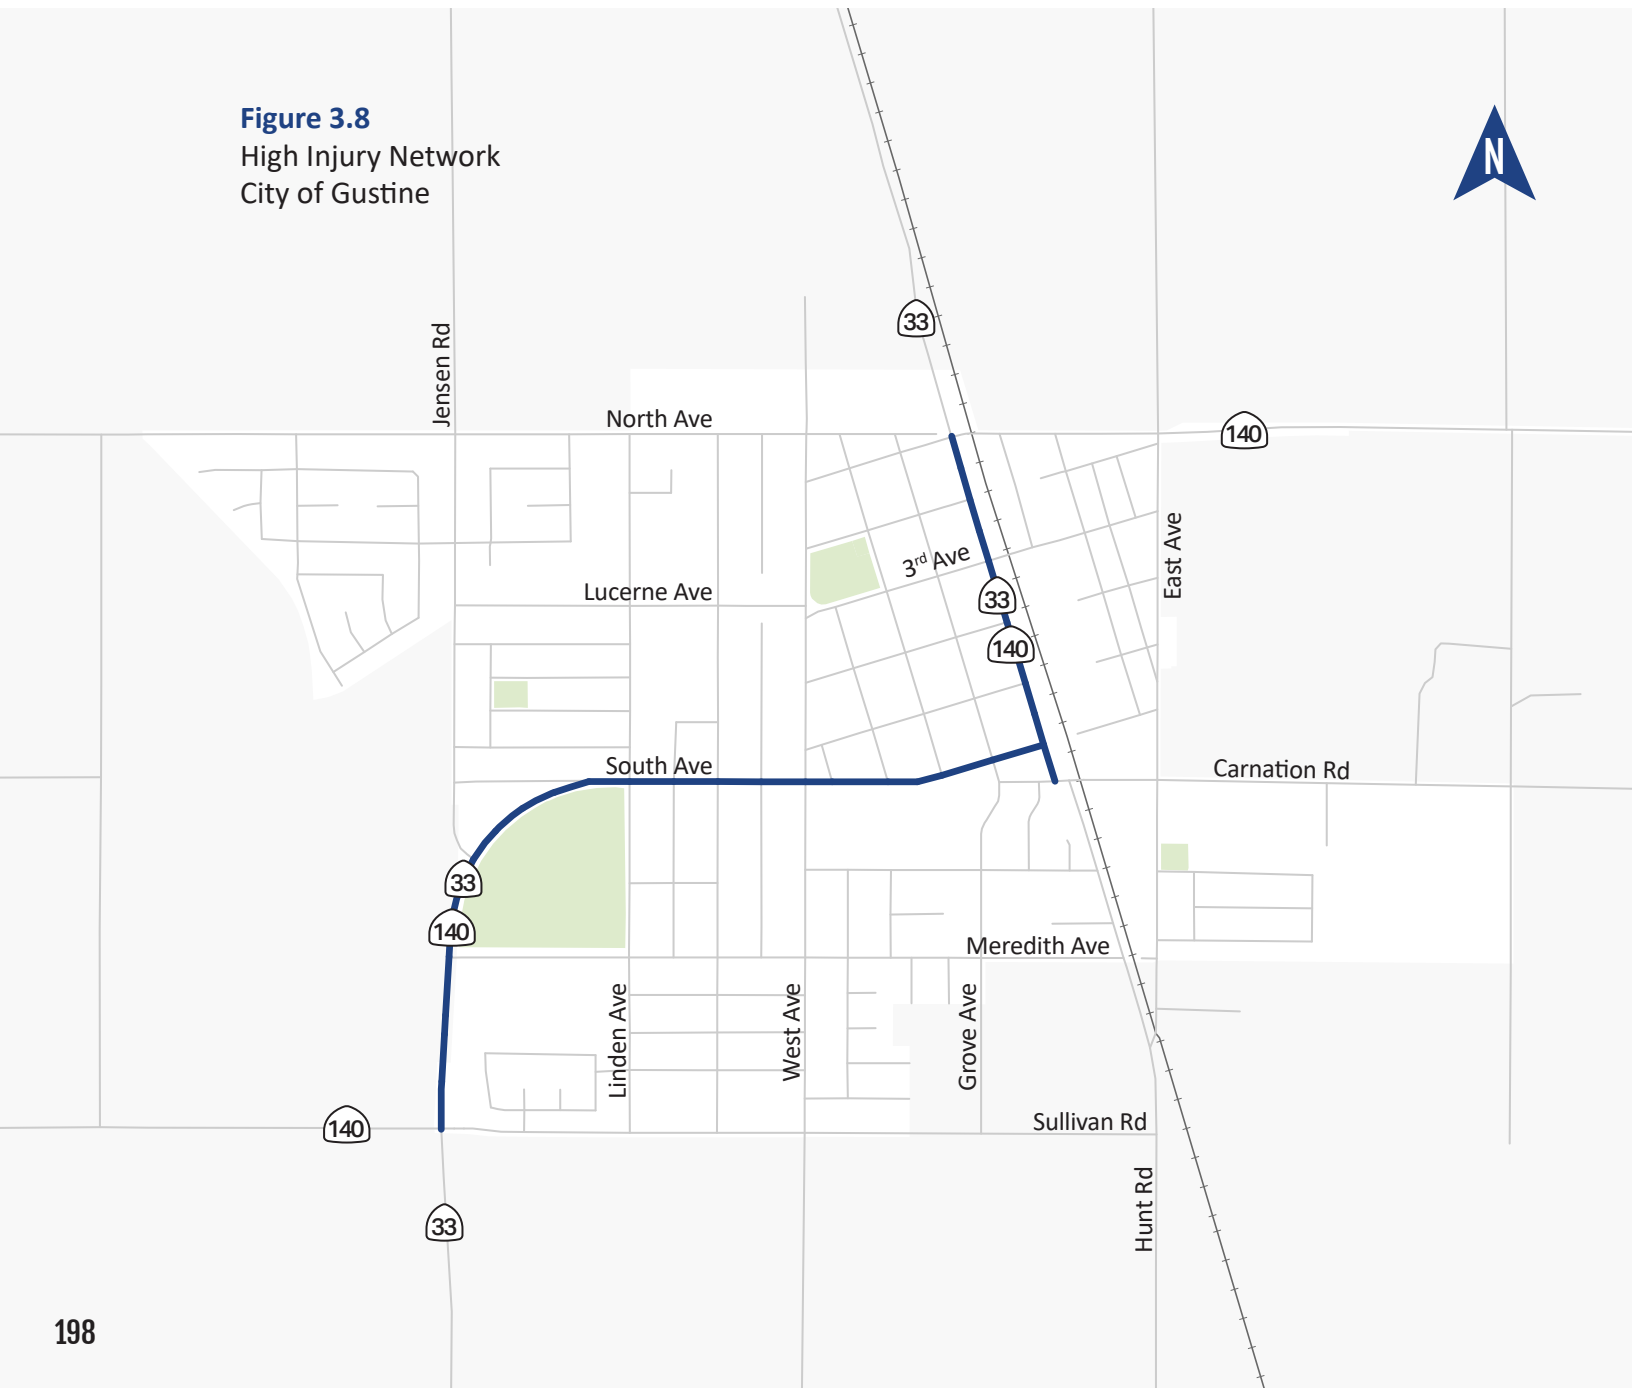 Figure 3.8
High Injury Network
City of Gustine
N
33
Jensen Rd
North Ave
140
East Ave
3rd Ave
Lucerne Ave
33
140
South Ave
Carnation Rd
33
140
Meredith Ave
Linden Ave
West Ave
Grove Ave
140
Sullivan Rd
Hunt Rd
33
198